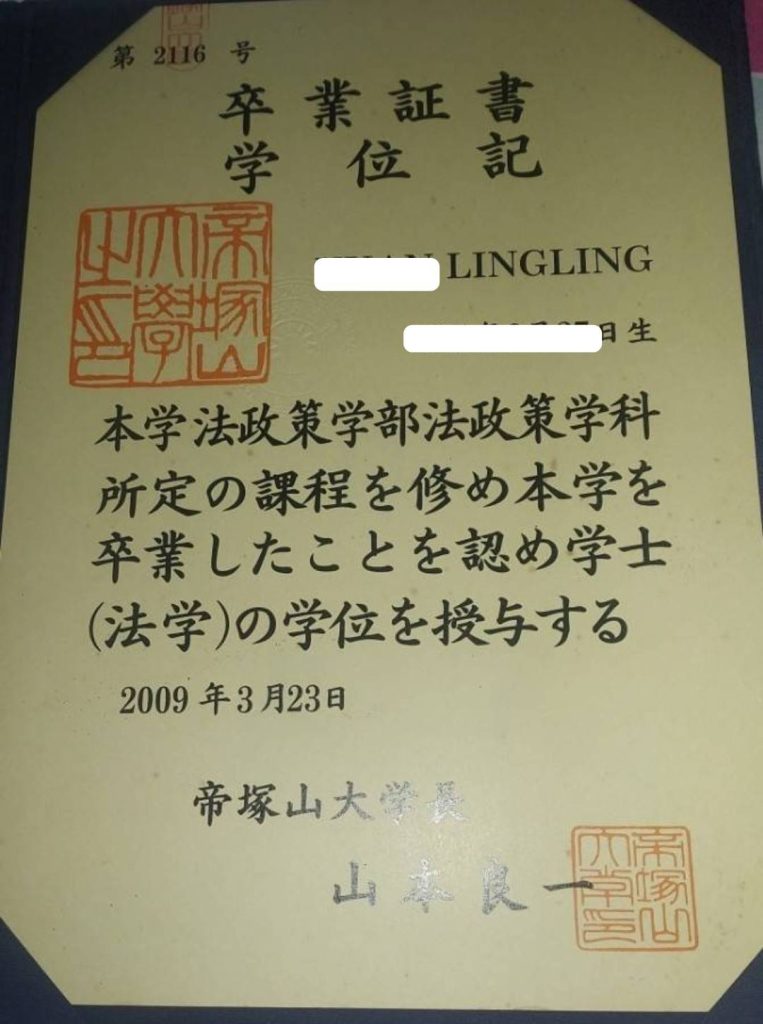 第 2116 号
卒業証書
学位記
LINGLING
日生
本学法政策学部法政策学科
所定の課程を修め本学を
卒業したことを認め学士
(法学)の学位を授与する
2009 年3月23日
帝塚山大学長
山本良一